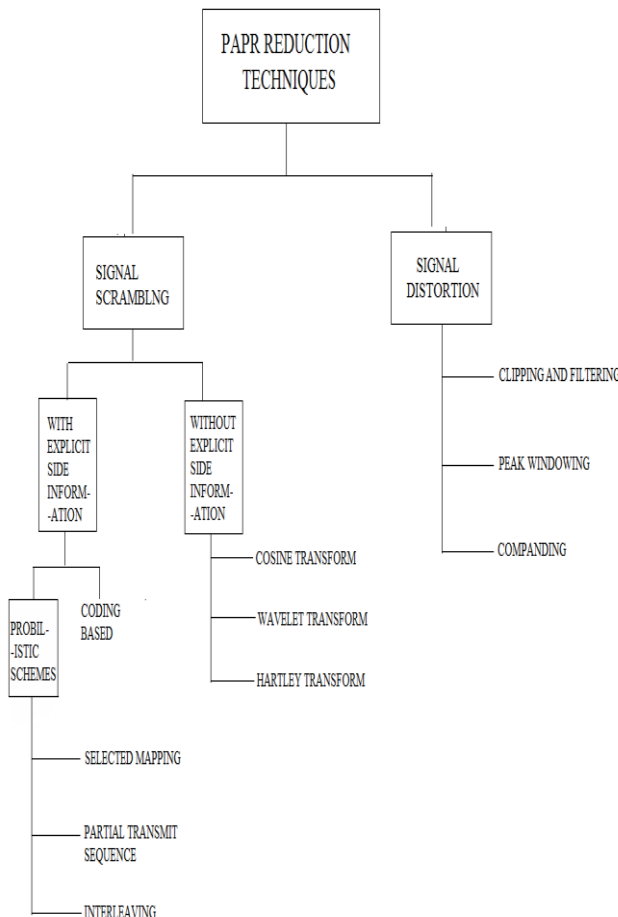 PAPR REDUCTION
TECHNIQUES
SIGNAL
SCRAMBLNG
SIGNAL
DISTORTION
CLIPPING AND FILTERING
PEAK WINDOWING
COMPANDING
WITH
EXPLICIT
SIDE
INFORM-
-ATION
WITHOUT
EXPLICIT
SIDE
INFORM-
-ATION
COSINE TRANSFORM
WAVELET TRANSFORM
HARTLEY TRANSFORM
PROBIL-
-ISTIC
SCHEMES
CODING
BASED
SELECTED MAPPING
PARTIAL TRANSMIT
SEQUENCE
INTERLEAVING